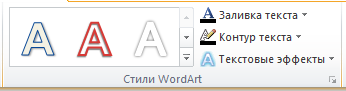 A A A
Заливка текста
Контур текста
Текстовые эффекты
Стили WordArt